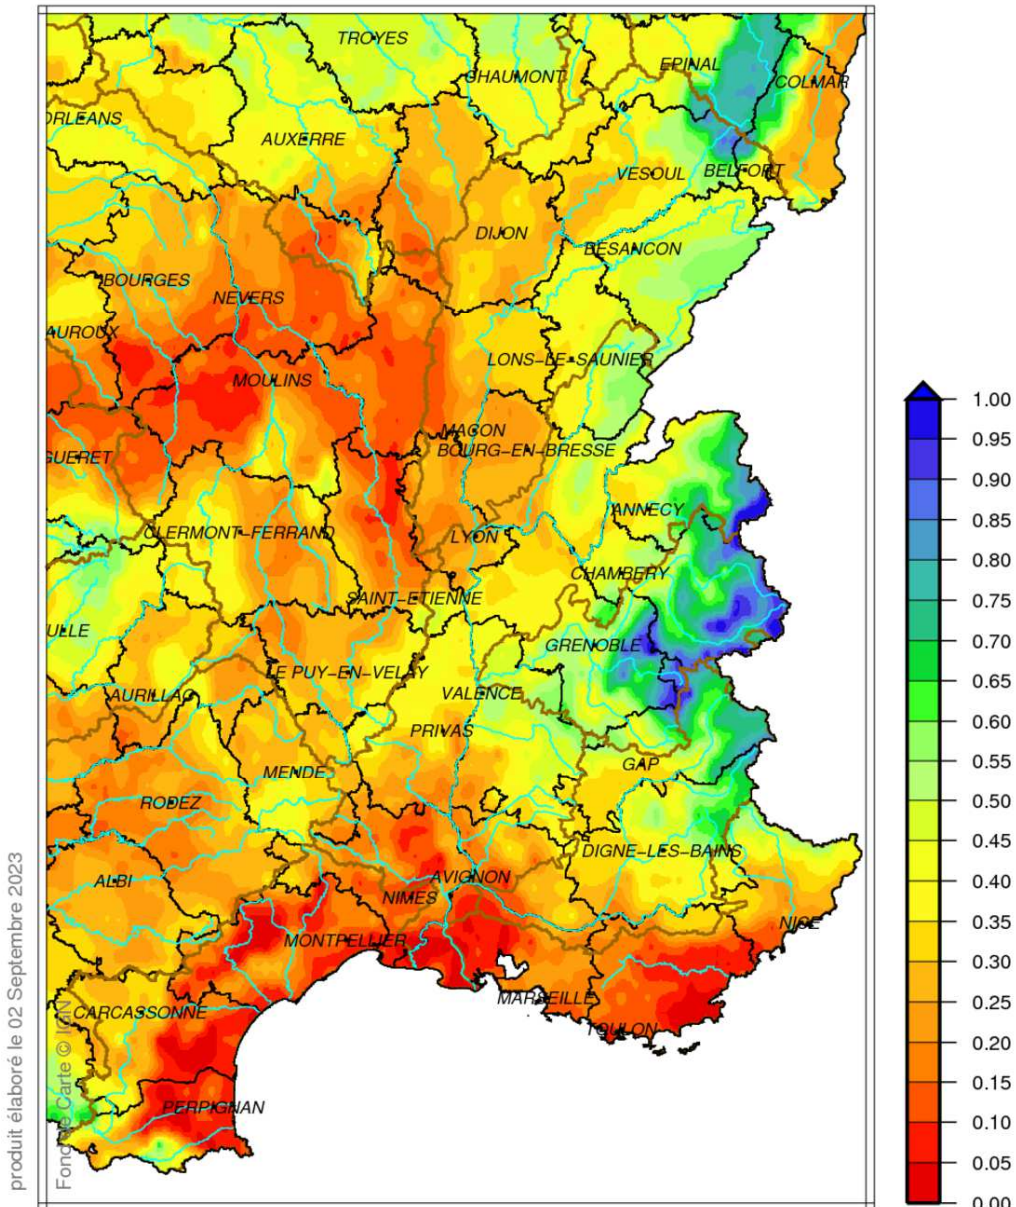 TROYES
EPINAL
CHAUMONT
COLMAR
ORLEANS
AUXERRE
VESOUL
BELFORT
DIJON
BESANCON
BOURGES
NEVERS
AUROUX
LONS-LE-SAUNIER
MOULINS
MACON
BOURG-EN-BRESSE
GUERET
ANNECY
CLERMONT-FERRAND
LYON
CHAMBERY
SAINT-ETIENNE
ULLE
GRENOBLE
LE PUY-EN-VELAY
AURILLAC
VALENCE
PRIVAS
GAP
MENDE
RODEZ
DIGNE-LES-BAINS
ALBI
AVIGNON
NIMES
NICE
MONTPELLIER
MARSEILLE
CARCASSONNE
TOULON
PERPIGNAN
1.00
0.95
0.90
0.85
0.80
0.75
0.70
0.65
0.60
0.55
0.50
0.45
0.40
0.35
0.30
0.25
0.20
0.15
0.10
0.05
0.00
produit élaboré le 02 Septembre 2023
Fond de Carte © IGN